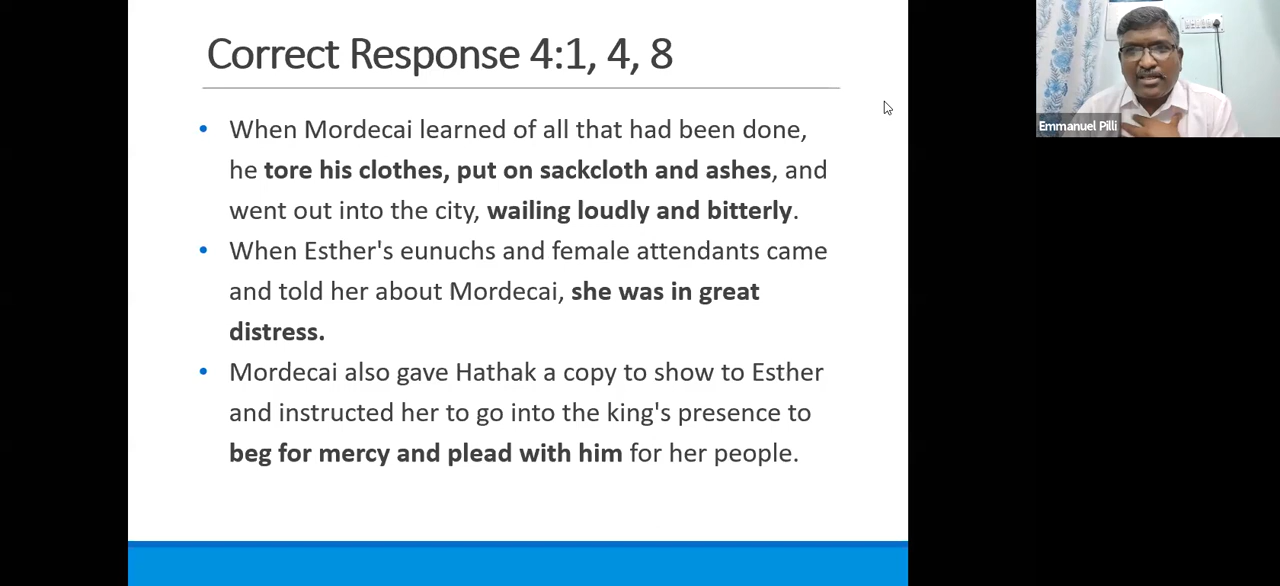 Correct Response 4:1, 4, 8
• When Mordecai learned of all that had been done,
he tore his clothes, put on sackcloth and ashes, and
went out into the city, wailing loudly and bitterly.
• When Esther's eunuchs and female attendants came
and told her about Mordecai, she was in great
distress.
• Mordecai also gave Hathak a copy to show to Esther
and instructed her to go into the king's presence to
beg for mercy and plead with him for her people.
Emmanuel Pilli